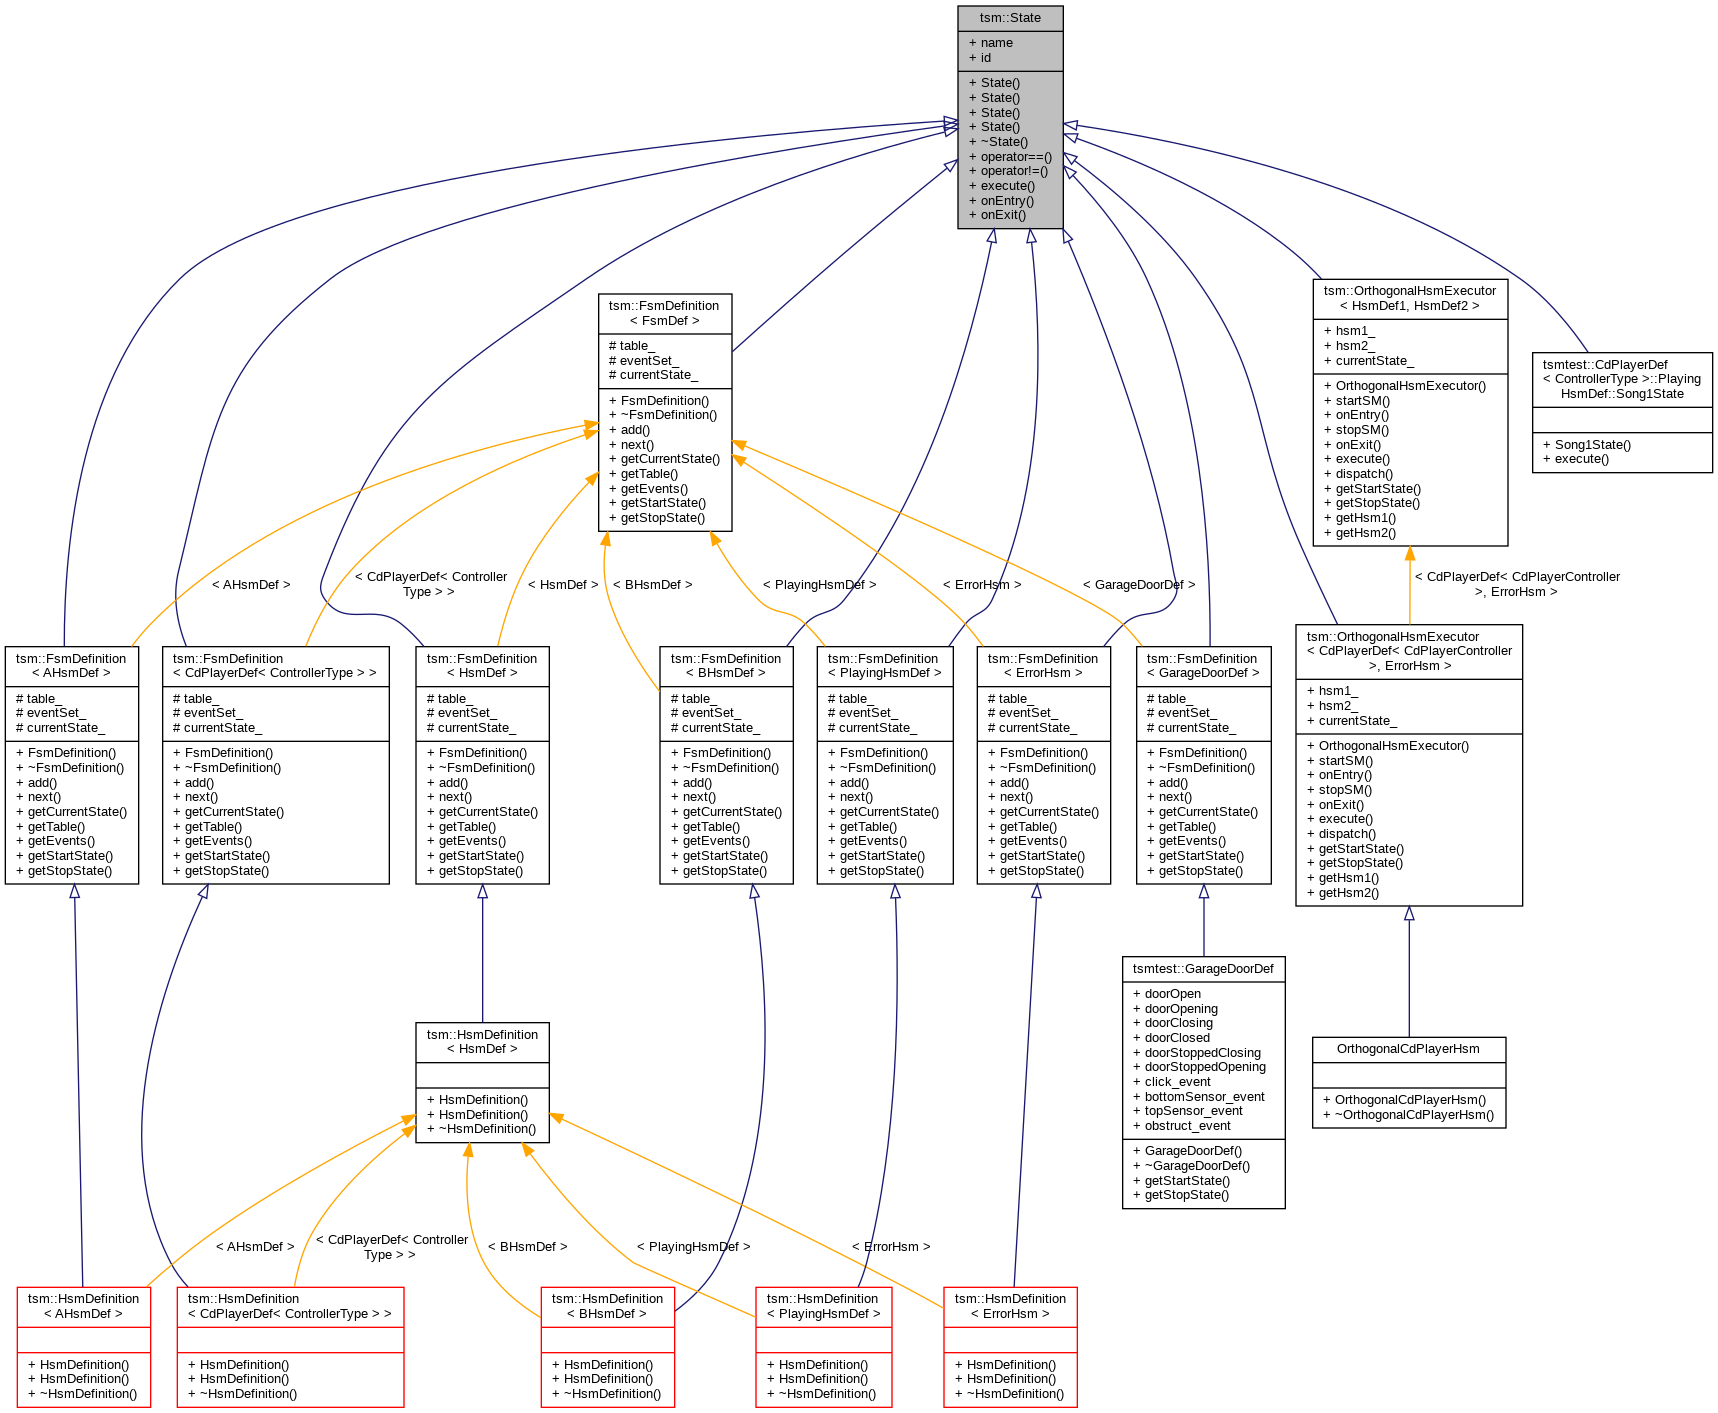 tsm::State
+ name
+ id
+ State()
+ State()
+ State()
+ State()
+ ~State()
+ operator==()
+ operator!=()
+ execute()
+ onEntry()
+ onExit()
tsm::FsmDefinition
< FsmDef >
# table_
# eventSet_
# currentState_
+ FsmDefinition()
+ ~FsmDefinition()
+ add()
+ next()
+ getCurrentState()
+ getTable()
+ getEvents()
+ getStartState()
+ getStopState()
tsm::OrthogonalHsmExecutor
< HsmDef1, HsmDef2 >
+ hsm1_
+ hsm2_
+ currentState_
+ OrthogonalHsmExecutor()
+ startSM()
+ onEntry()
+ stopSM()
+ onExit()
+ execute()
+ dispatch()
+ getStartState()
+ getStopState()
+ getHsm1()
+ getHsm2()
tsmtest::CdPlayerDef
< ControllerType >::Playing
HsmDef::Song1State
+ Song1State()
+ execute()
< AHsmDef >
< CdPlayerDef< Controller
Type > >
< HsmDef >
< BHsmDef >
< PlayingHsmDef >
< ErrorHsm >
< GarageDoorDef >
< CdPlayerDef< CdPlayerController
>, ErrorHsm >
tsm::FsmDefinition
< AHsmDef >
# table_
# eventSet_
# currentState_
+ FsmDefinition()
+ ~FsmDefinition()
+ add()
+ next()
+ getCurrentState()
+ getTable()
+ getEvents()
+ getStartState()
+ getStopState()
tsm::FsmDefinition
< CdPlayerDef< ControllerType > >
# table_
# eventSet_
# currentState_
+ FsmDefinition()
+ ~FsmDefinition()
+ add()
+ next()
+ getCurrentState()
+ getTable()
+ getEvents()
+ getStartState()
+ getStopState()
tsm::FsmDefinition
< HsmDef >
# table_
# eventSet_
# currentState_
+ FsmDefinition()
+ ~FsmDefinition()
+ add()
+ next()
+ getCurrentState()
+ getTable()
+ getEvents()
+ getStartState()
+ getStopState()
tsm::FsmDefinition
< BHsmDef >
# table_
# eventSet_
# currentState_
+ FsmDefinition()
+ ~FsmDefinition()
+ add()
+ next()
+ getCurrentState()
+ getTable()
+ getEvents()
+ getStartState()
+ getStopState()
tsm::FsmDefinition
< PlayingHsmDef >
# table_
# eventSet_
# currentState_
+ FsmDefinition()
+ ~FsmDefinition()
+ add()
+ next()
+ getCurrentState()
+ getTable()
+ getEvents()
+ getStartState()
+ getStopState()
tsm::FsmDefinition
< ErrorHsm >
# table_
# eventSet_
# currentState_
+ FsmDefinition()
+ ~FsmDefinition()
+ add()
+ next()
+ getCurrentState()
+ getTable()
+ getEvents()
+ getStartState()
+ getStopState()
tsm::FsmDefinition
< GarageDoorDef >
# table_
# eventSet_
# currentState_
+ FsmDefinition()
+ ~FsmDefinition()
+ add()
+ next()
+ getCurrentState()
+ getTable()
+ getEvents()
+ getStartState()
+ getStopState()
tsm::OrthogonalHsmExecutor
< CdPlayerDef< CdPlayerController
>, ErrorHsm >
+ hsm1_
+ hsm2_
+ currentState_
+ OrthogonalHsmExecutor()
+ startSM()
+ onEntry()
+ stopSM()
+ onExit()
+ execute()
+ dispatch()
+ getStartState()
+ getStopState()
+ getHsm1()
+ getHsm2()
tsm::HsmDefinition
< HsmDef >
+ HsmDefinition()
+ HsmDefinition()
+ ~HsmDefinition()
tsmtest::GarageDoorDef
+ doorOpen
+ doorOpening
+ doorClosing
+ doorClosed
+ doorStoppedClosing
+ doorStoppedOpening
+ click_event
+ bottomSensor_event
+ topSensor_event
+ obstruct_event
+ GarageDoorDef()
+ ~GarageDoorDef()
+ getStartState()
+ getStopState()
OrthogonalCdPlayerHsm
+ OrthogonalCdPlayerHsm()
+ ~OrthogonalCdPlayerHsm()
< AHsmDef >
< CdPlayerDef< Controller
Type > >
< BHsmDef >
< PlayingHsmDef >
< ErrorHsm >
tsm::HsmDefinition
< AHsmDef >
+ HsmDefinition()
+ HsmDefinition()
+ ~HsmDefinition()
tsm::HsmDefinition
< CdPlayerDef< ControllerType > >
+ HsmDefinition()
+ HsmDefinition()
+ ~HsmDefinition()
tsm::HsmDefinition
< BHsmDef >
+ HsmDefinition()
+ HsmDefinition()
+ ~HsmDefinition()
tsm::HsmDefinition
< PlayingHsmDef >
+ HsmDefinition()
+ HsmDefinition()
+ ~HsmDefinition()
tsm::HsmDefinition
< ErrorHsm >
+ HsmDefinition()
+ HsmDefinition()
+ ~HsmDefinition()